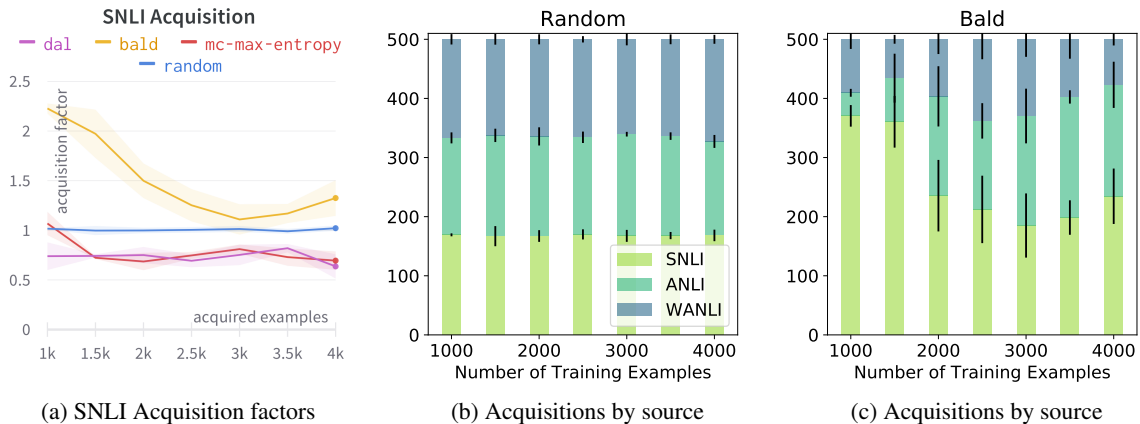 SNLI Acquisition
dal bald mc-max-entropy
random
acquisition factor
2.5
2
1.5
1
0.5
0
acquired examples
1k 1.5k 2k 2.5k 3k 3.5k 4k
(a) SNLI Acquisition factors
Random
500
400
300
200
100
0
SNLI
ANLI
WANLI
1000 2000 3000 4000
Number of Training Examples
(b) Acquisitions by source
Bald
500
400
300
200
100
0
1000 2000 3000 4000
Number of Training Examples
(c) Acquisitions by source